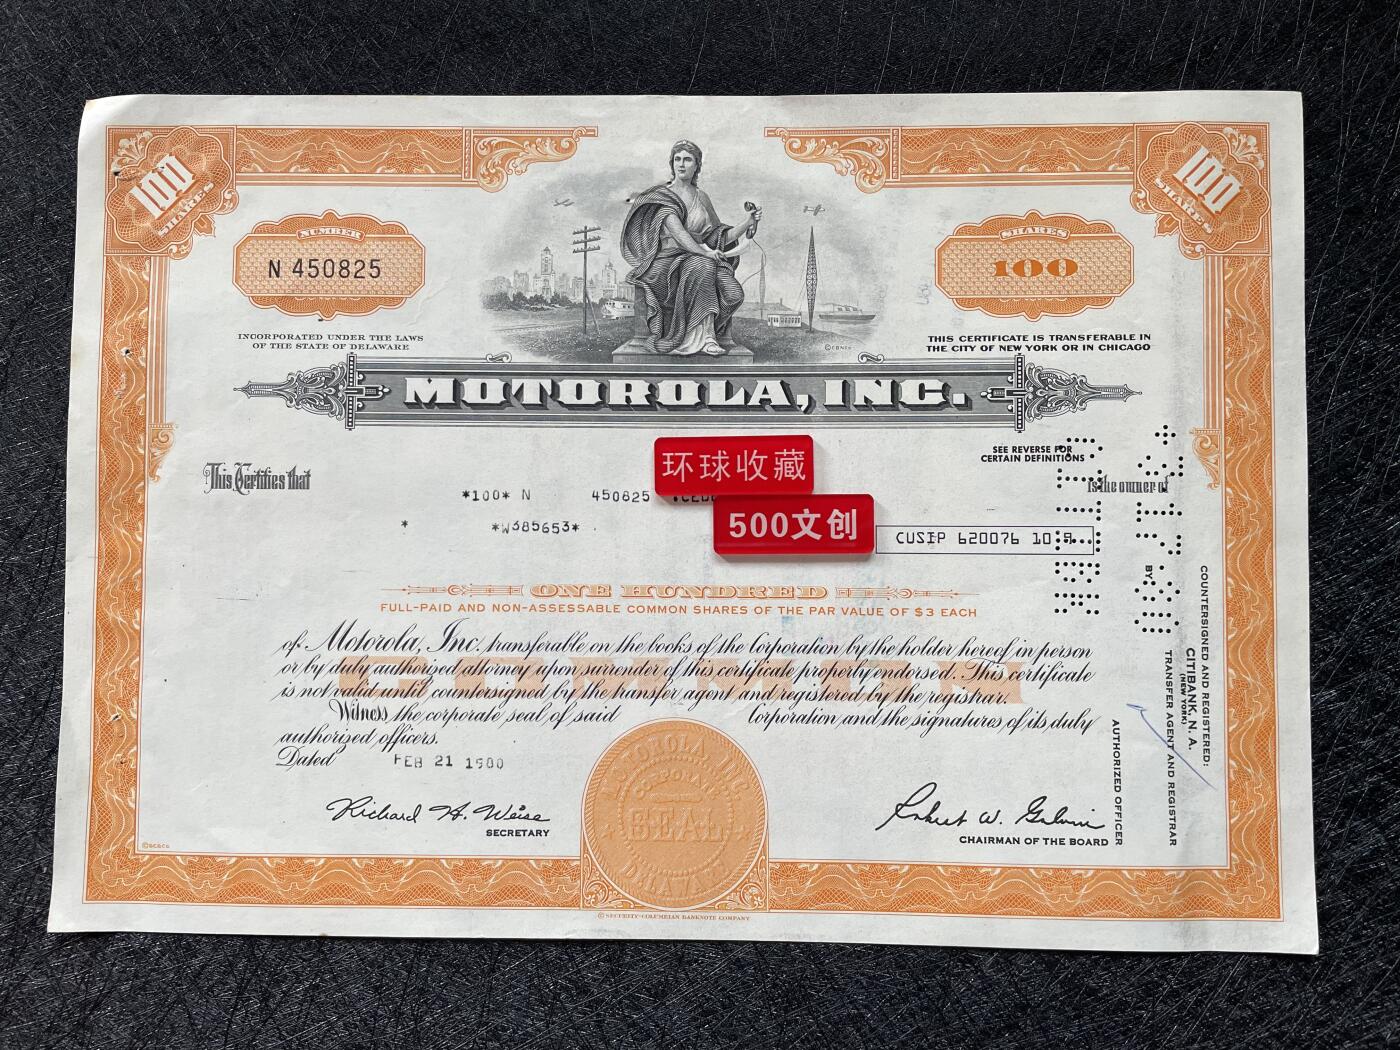 100
SHARES
100
SHARES
NUMBER
N 450825
SHARES
100
INCORPORATED UNDER THE LAWS
OF THE STATE OF DELAWARE
THIS CERTIFICATE IS TRANSFERABLE IN
THE CITY OF NEW YORK OR IN CHICAGO
MOTOROLA, INC.
SEE REVERSE FOR
CERTAIN DEFINITIONS
环球收藏
This Certifies that
is the owner of
*100* N 450825
500文创
* *W385653*
CUSIP 620076 10 9
ONE HUNDRED
FULL-PAID AND NON-ASSESSABLE COMMON SHARES OF THE PAR VALUE OF $3 EACH
of Motorola, Inc. transferable on the books of the Corporation by the holder hereof in person
or by duly authorized attorney upon surrender of this certificate properly endorsed. This certificate
is not valid until countersigned by the transfer agent and registered by the registrar.
Witness the corporate seal of said Corporation and the signatures of its duly
authorized officers.
Dated FEB 21 1980
Richard H. Weise
SECRETARY
Robert W. Galvin
CHAIRMAN OF THE BOARD
MOTOROLA, INC.
CORPORATE
SEAL
DELAWARE
© SECURITY-COLUMBIAN BANKNOTE COMPANY
COUNTERSIGNED AND REGISTERED:
CITIBANK, N. A.
(NEW YORK)
TRANSFER AGENT AND REGISTRAR
BY
AUTHORIZED OFFICER